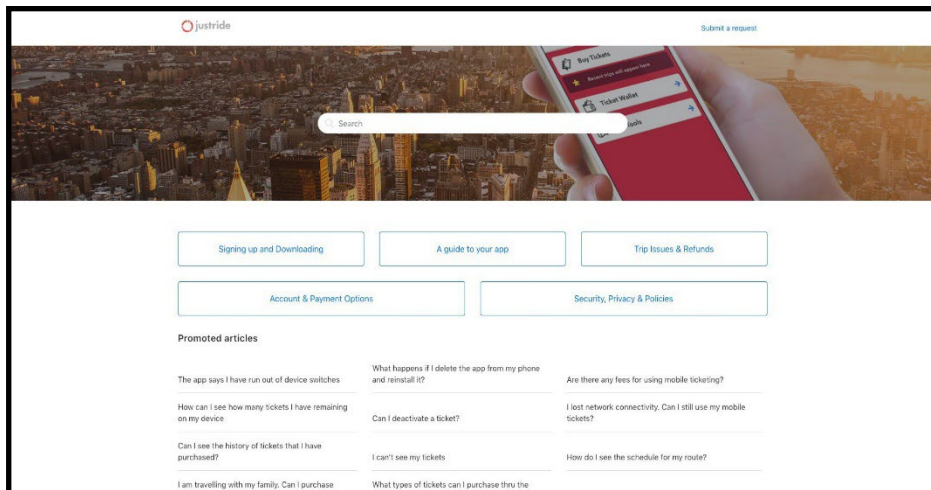 justride
Submit a request
Buy Tickets
Recent trips will appear here
Ticket Wallet
Search
ools
Signing up and Downloading
A guide to your app
Trip Issues & Refunds
Account & Payment Options
Security, Privacy & Policies
Promoted articles
The app says I have run out of device switches
What happens if I delete the app from my phone
and reinstall it?
Are there any fees for using mobile ticketing?
How can I see how many tickets I have remaining
on my device
Can I deactivate a ticket?
I lost network connectivity. Can I still use my mobile
tickets?
Can I see the history of tickets that I have
purchased?
I can't see my tickets
How do I see the schedule for my route?
I am travelling with my family. Can I purchase
What types of tickets can I purchase thru the